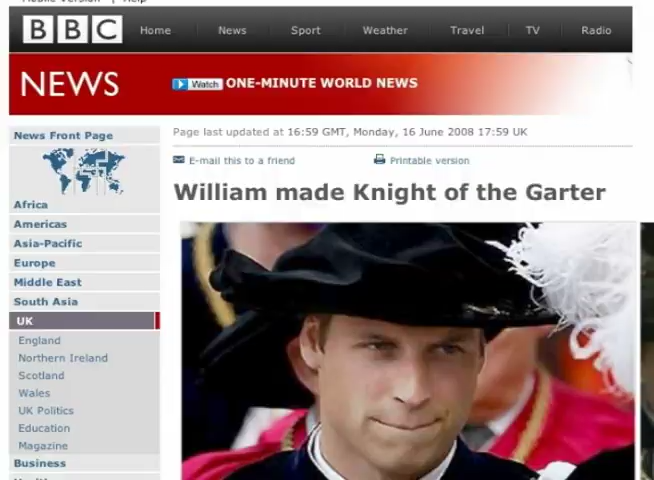 Mobile version | Help
BBC Home News Sport Weather Travel TV Radio
NEWS Watch ONE-MINUTE WORLD NEWS
Page last updated at 16:59 GMT, Monday, 16 June 2008 17:59 UK
E-mail this to a friend Printable version
William made Knight of the Garter
News Front Page
Africa
Americas
Asia-Pacific
Europe
Middle East
South Asia
UK
England
Northern Ireland
Scotland
Wales
UK Politics
Education
Magazine
Business